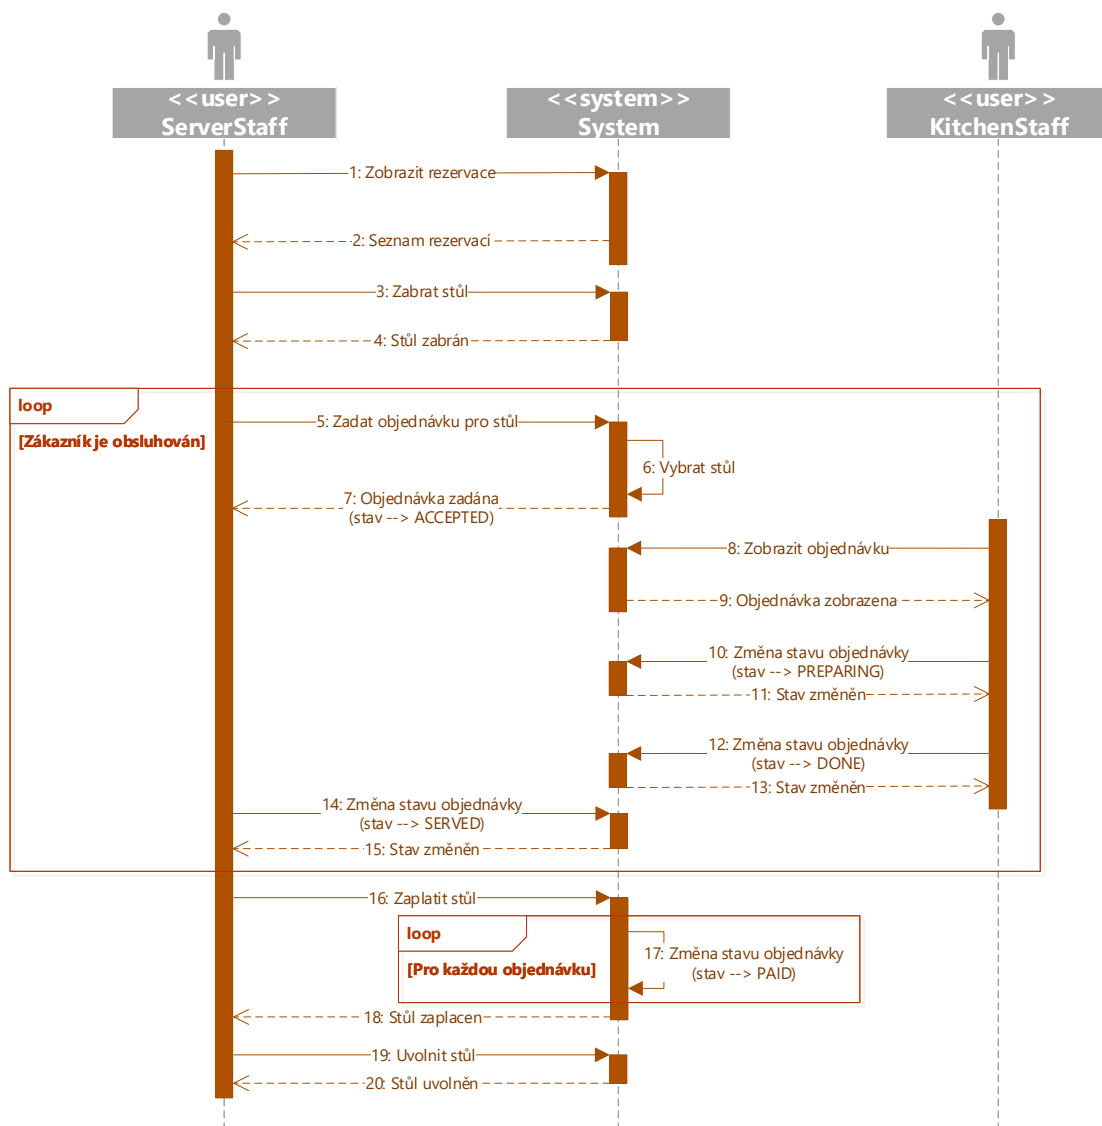 <<user>>
ServerStaff
<<system>>
System
<<user>>
KitchenStaff
1: Zobrazit rezervace
2: Seznam rezervací
3: Zabrat stůl
4: Stůl zabrán
loop
[Zákazník je obsluhován]
5: Zadat objednávku pro stůl
6: Vybrat stůl
7: Objednávka zadána
(stav --> ACCEPTED)
8: Zobrazit objednávku
9: Objednávka zobrazena
10: Změna stavu objednávky
(stav --> PREPARING)
11: Stav změněn
12: Změna stavu objednávky
(stav --> DONE)
13: Stav změněn
14: Změna stavu objednávky
(stav --> SERVED)
15: Stav změněn
16: Zaplatit stůl
loop
[Pro každou objednávku]
17: Změna stavu objednávky
(stav --> PAID)
18: Stůl zaplacen
19: Uvolnit stůl
20: Stůl uvolněn